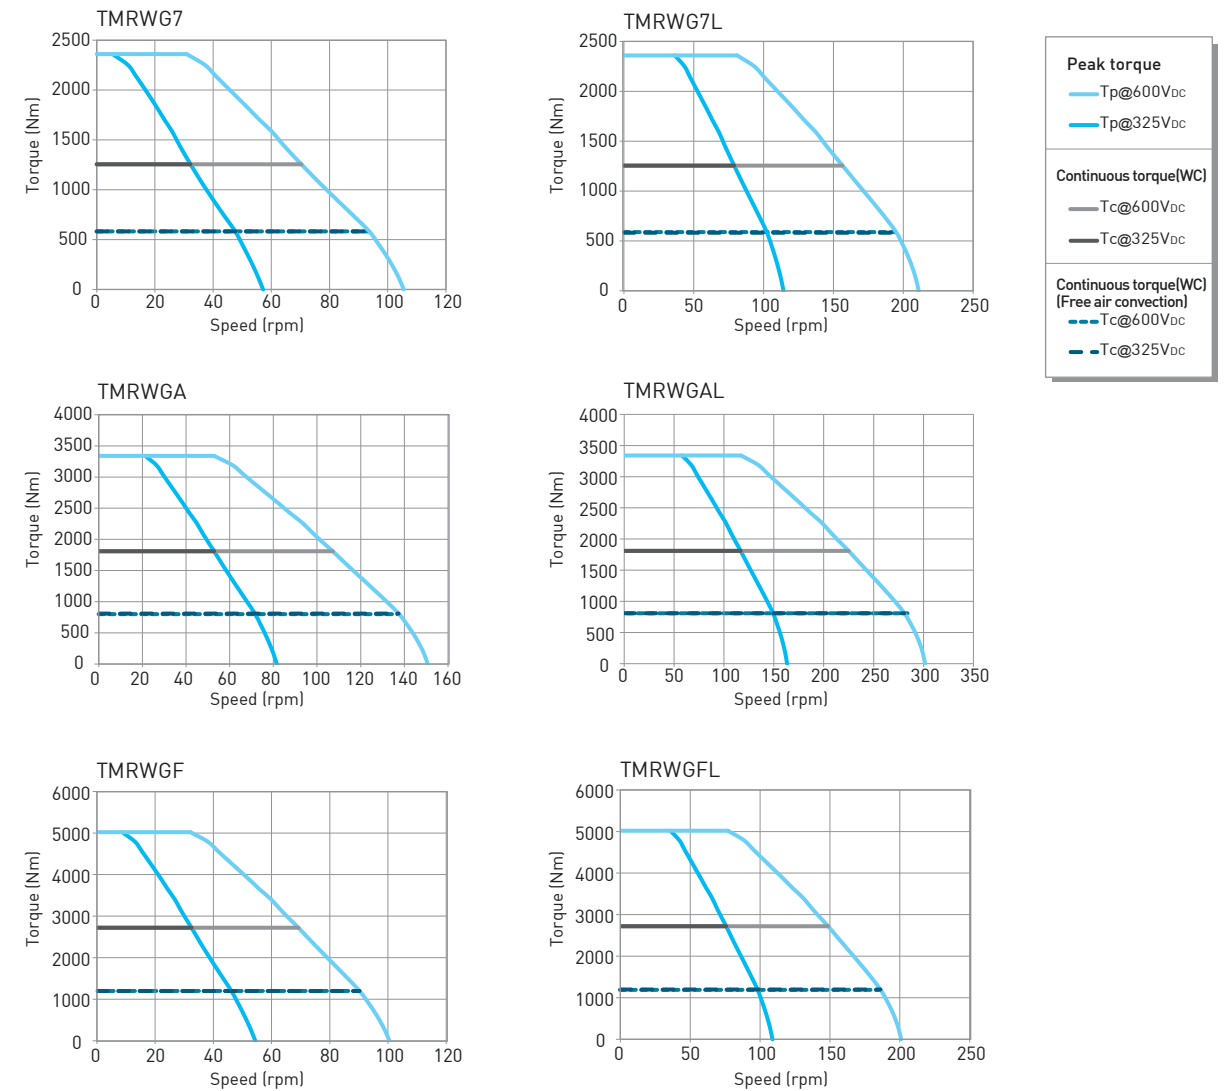 TMRWG7
2500
2000
1500
1000
500
0
Torque (Nm)
0 20 40 60 80 100 120
Speed (rpm)
TMRWG7L
2500
2000
1500
1000
500
0
Torque (Nm)
0 50 100 150 200 250
Speed (rpm)
Peak torque
Tp@600VDC
Tp@325VDC
Continuous torque(WC)
Tc@600VDC
Tc@325VDC
Continuous torque(WC)
(Free air convection)
Tc@600VDC
Tc@325VDC
TMRWGA
4000
3500
3000
2500
2000
1500
1000
500
0
Torque (Nm)
0 20 40 60 80 100 120 140 160
Speed (rpm)
TMRWGAL
4000
3500
3000
2500
2000
1500
1000
500
0
Torque (Nm)
0 50 100 150 200 250 300 350
Speed (rpm)
TMRWGF
6000
5000
4000
3000
2000
1000
0
Torque (Nm)
0 20 40 60 80 100 120
Speed (rpm)
TMRWGFL
6000
5000
4000
3000
2000
1000
0
Torque (Nm)
0 50 100 150 200 250
Speed (rpm)